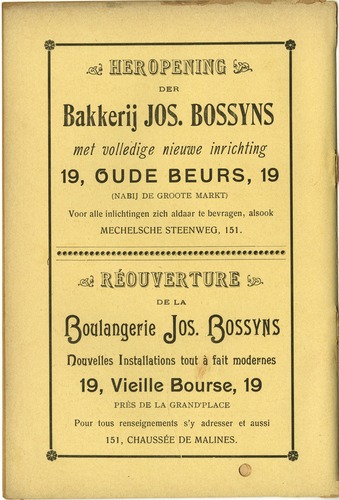 HEROPENING
DER
Bakkerij JOS. BOSSYNS
met volledige nieuwe inrichting
19, OUDE BEURS, 19
(NABIJ DE GROOTE MARKT)
Voor alle inlichtingen zich aldaar te bevragen, alsook
MECHELSCHE STEENWEG, 151.
RÉOUVERTURE
DE LA
Boulangerie Jos. Bossyns
Nouvelles Installations tout à fait modernes
19, Vieille Bourse, 19
PRÈS DE LA GRAND'PLACE
Pour tous renseignements s'y adresser et aussi
151, CHAUSSÉE DE MALINES.